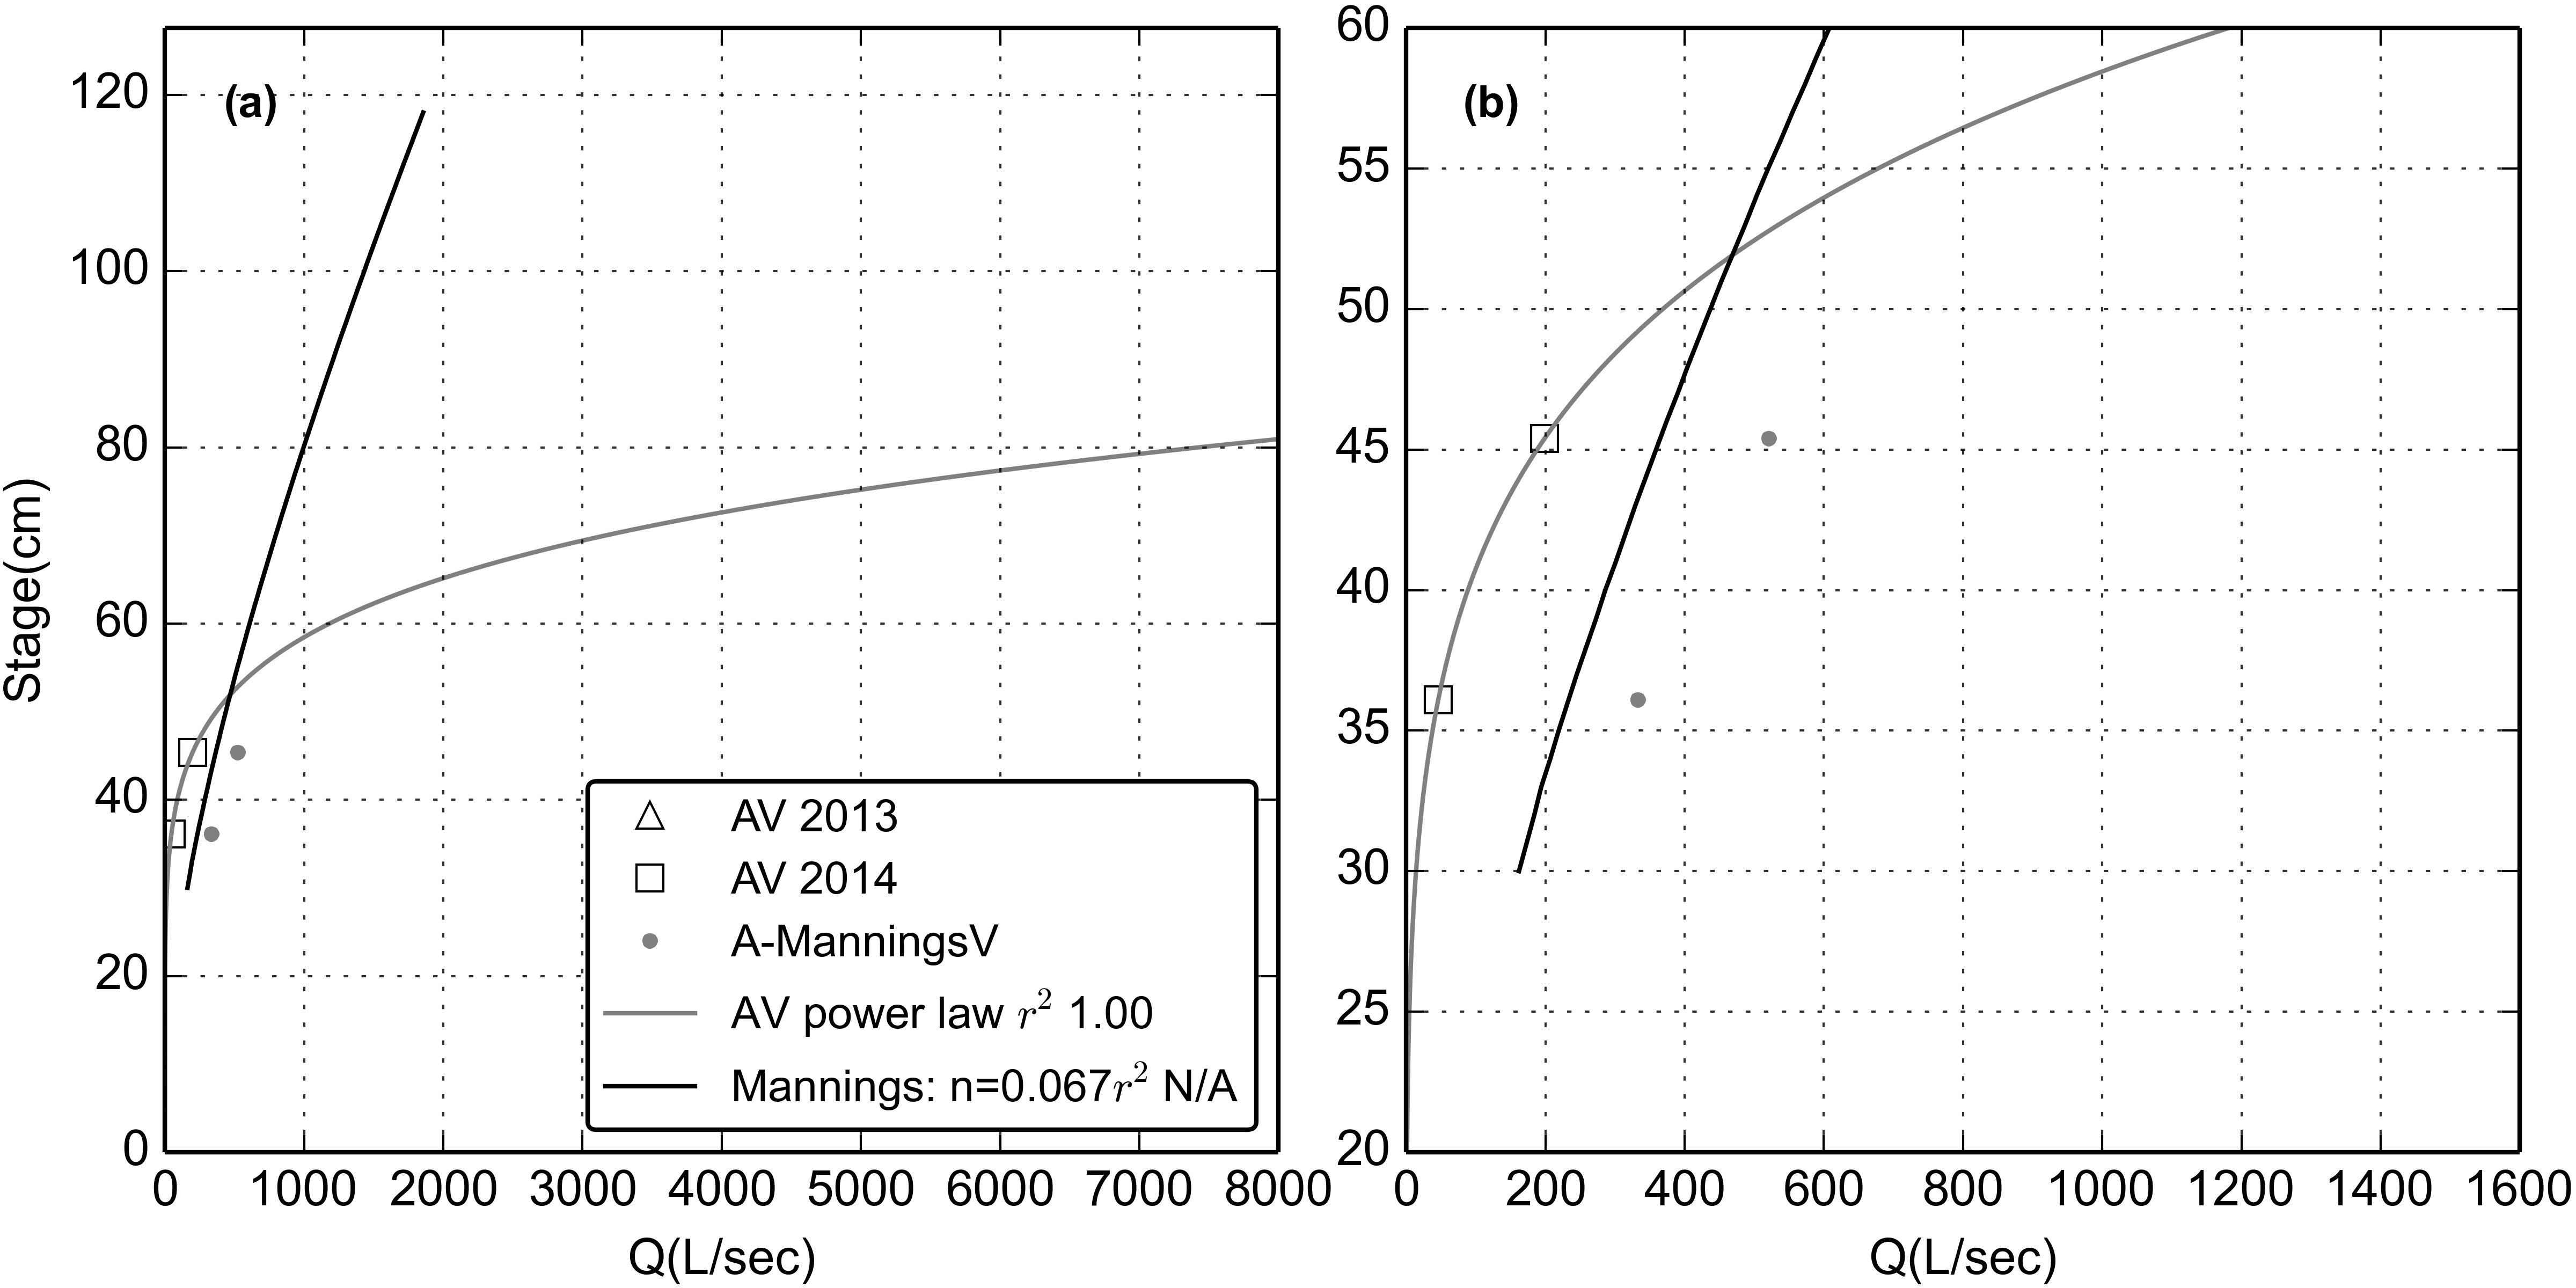 (a)
120
100
80
60
40
20
0
Stage(cm)
0 1000 2000 3000 4000 5000 6000 7000 8000
Q(L/sec)
AV 2013
AV 2014
A-ManningsV
AV power law r² 1.00
Mannings: n=0.067r² N/A
(b)
60
55
50
45
40
35
30
25
20
0 200 400 600 800 1000 1200 1400 1600
Q(L/sec)